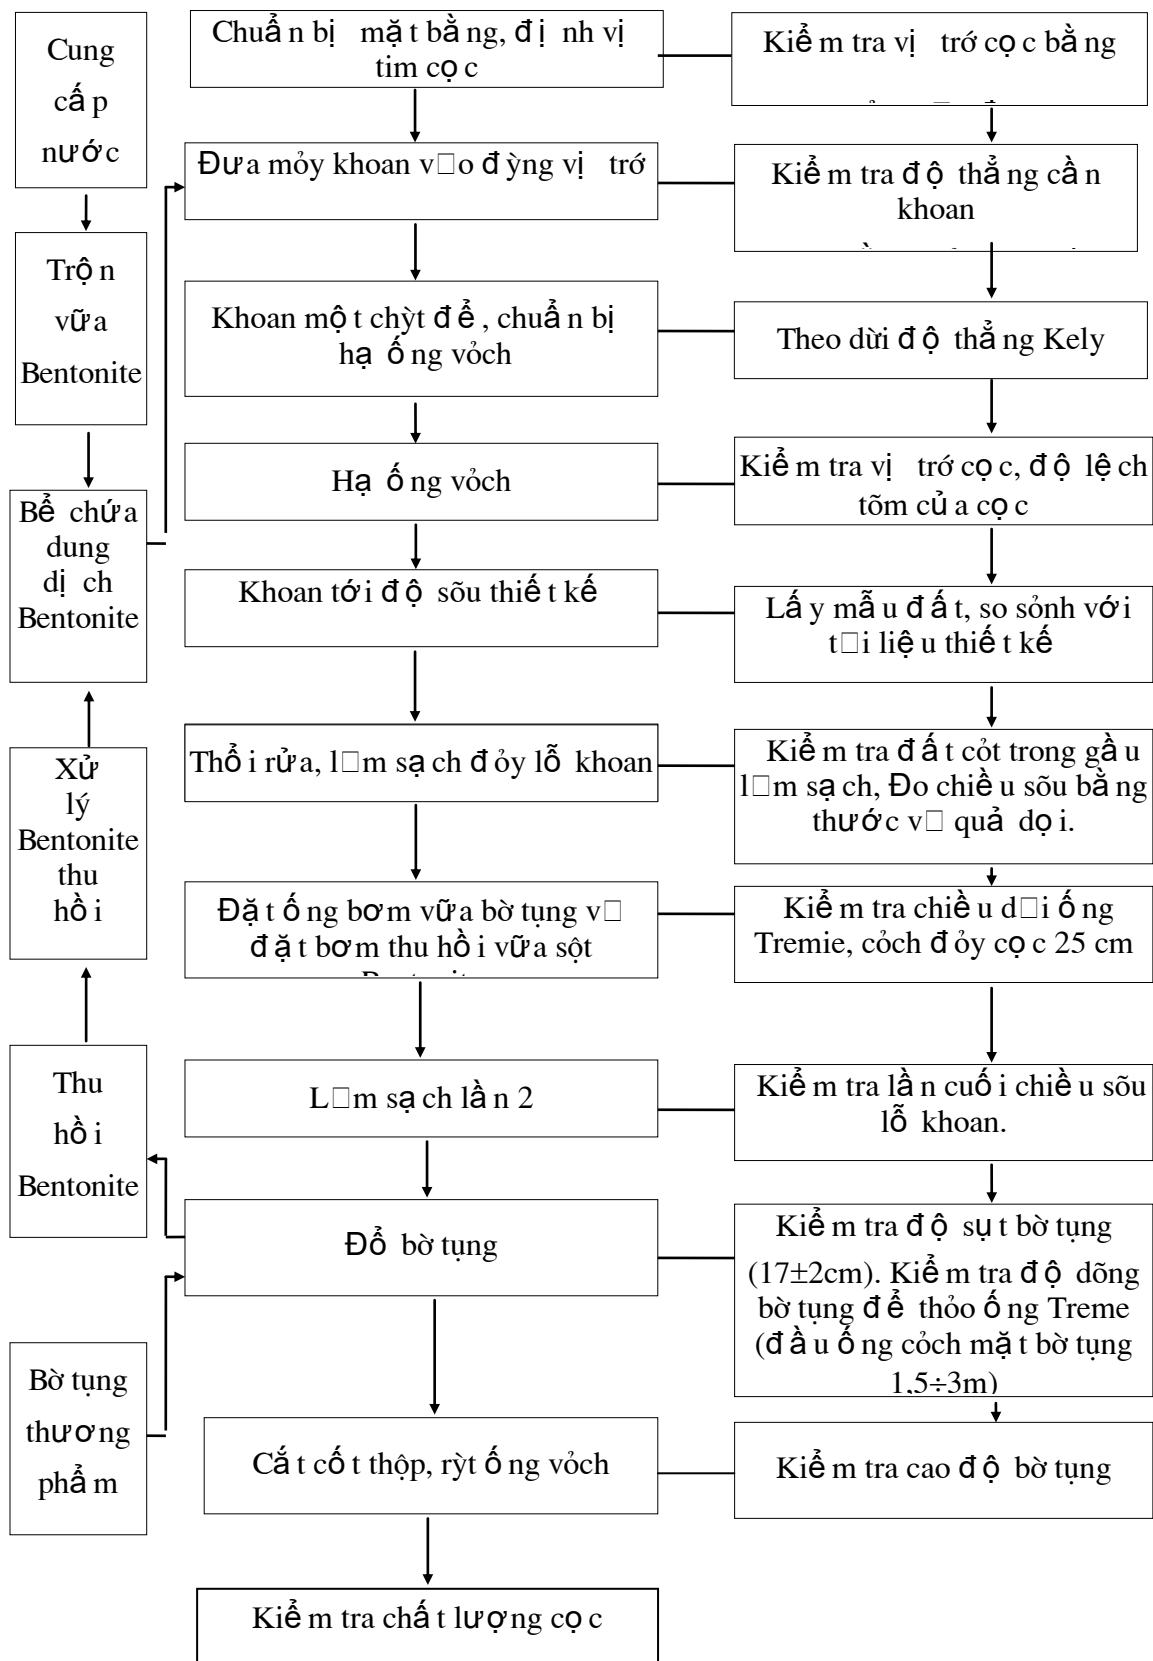 Cung
cấp
nước
Trộn
vữa
Bentonite
Bể chứa
dung
dịch
Bentonite
Xử
lý
Bentonite
thu
hồi
Thu
hồi
Bentonite
Bờ tụng
thương
phẩm
Chuẩn bị mặt bằng, định vị
tim cọc
Đưa mỏy khoan v□o đỳng vị trớ
Khoan một chỳt để, chuẩn bị
hạ ống vỏch
Hạ ống vỏch
Khoan tới độ sõu thiết kế
Thổi rửa, l□m sạch đỏy lỗ khoan
Đặt ống bơm vữa bờ tụng v□
đặt bơm thu hồi vữa sột
L□m sạch lần 2
Đổ bờ tụng
Cắt cốt thộp, rỳt ống vỏch
Kiểm tra chất lượng cọc
Kiểm tra vị trớ cọc bằng
Kiểm tra độ thẳng cần
khoan
Theo dừi độ thẳng Kely
Kiểm tra vị trớ cọc, độ lệch
tõm của cọc
Lấy mẫu đất, so sỏnh với
t□i liệu thiết kế
Kiểm tra đất cỏt trong gầu
l□m sạch, Đo chiều sõu bằng
thước v□ quả dọi.
Kiểm tra chiều d□i ống
Tremie, cỏch đỏy cọc 25 cm
Kiểm tra lần cuối chiều sõu
lỗ khoan.
Kiểm tra độ sụt bờ tụng
(17±2cm). Kiểm tra độ dõng
bờ tụng để thỏo ống Treme
(đầu ống cỏch mặt bờ tụng
1,5÷3m)
Kiểm tra cao độ bờ tụng